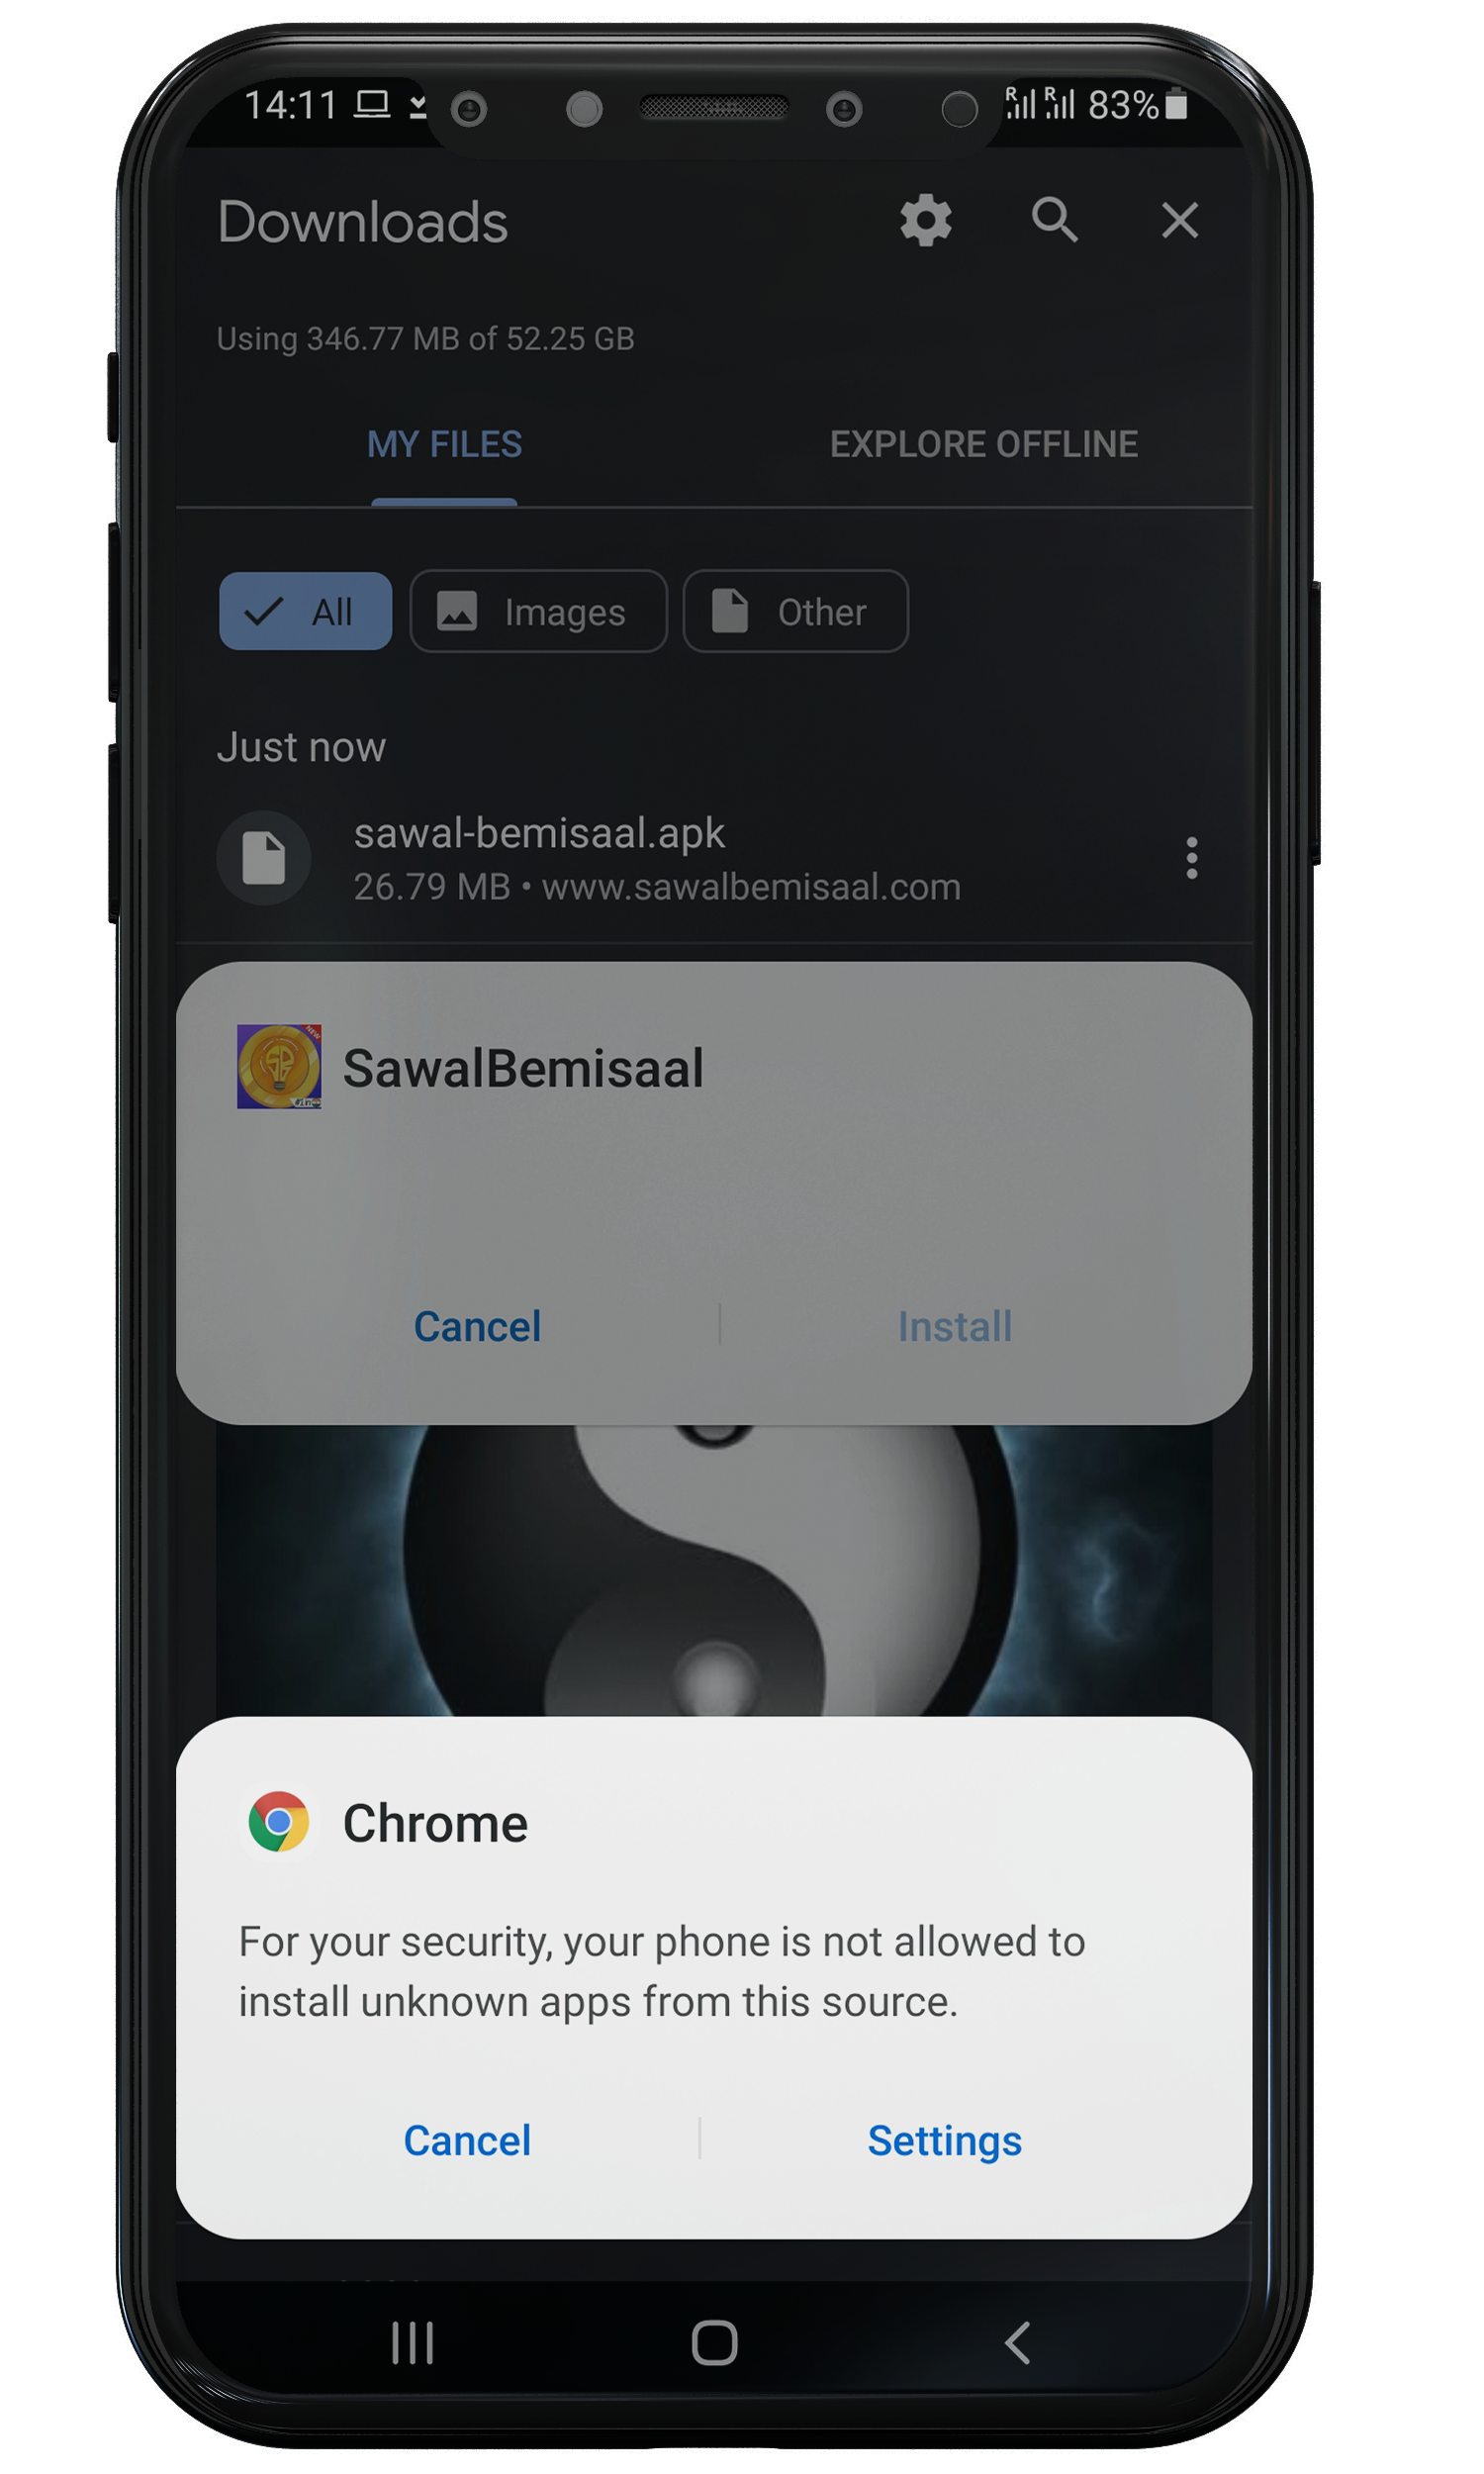 14:11
R R 83%
Downloads
Using 346.77 MB of 52.25 GB
MY FILES
EXPLORE OFFLINE
All
Images
Other
Just now
sawal-bemisaal.apk
26.79 MB • www.sawalbemisaal.com
NEW
SawalBemisaal
Cancel
Install
Chrome
For your security, your phone is not allowed to
install unknown apps from this source.
Cancel
Settings